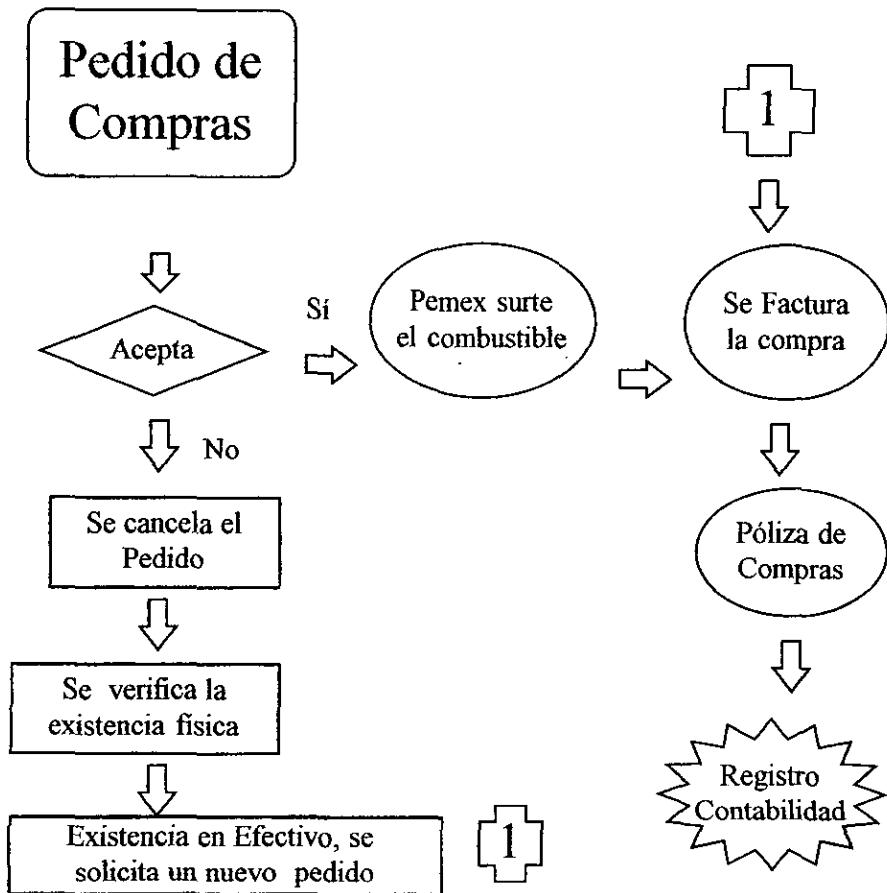 Pedido de
Compras
1
Acepta
Sí
Pemex surte
el combustible
Se Factura
la compra
No
Se cancela el
Pedido
Póliza de
Compras
Se verifica la
existencia física
Registro
Contabilidad
Existencia en Efectivo, se
solicita un nuevo pedido
1